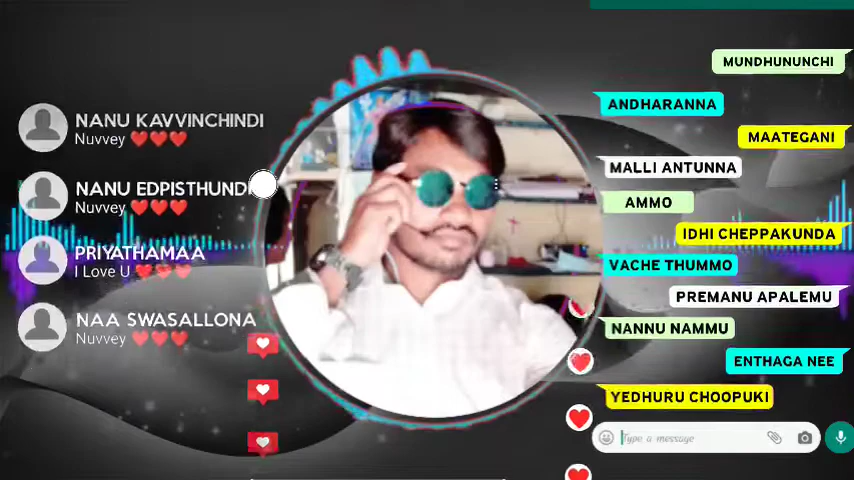 NANU KAVVINCHINDI
Nuvvey ❤️❤️❤️
NANU EDPISTHUND
Nuvvey ❤️❤️❤️
PRIYATHAMAA
I Love U ❤️❤️❤️
NAA SWASALLONA
Nuvvey ❤️❤️❤️
MUNDHUNUNCHI
ANDHARANNA
MAATEGANI
MALLI ANTUNNA
AMMO
IDHI CHEPPAKUNDA
VACHE THUMMO
PREMANU APALEMU
NANNU NAMMU
ENTHAGA NEE
YEDHURU CHOOPUKI
Type a message